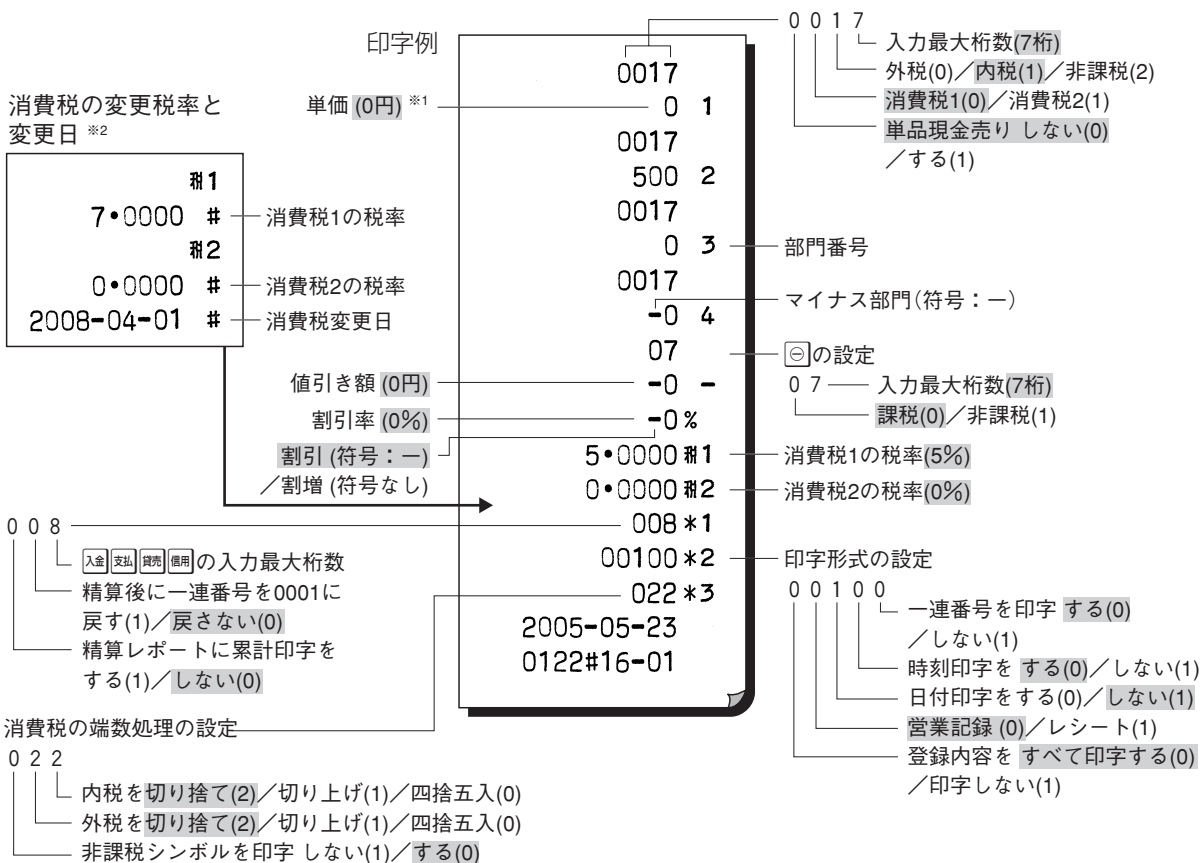 印字例
0017
0 1
0017
500 2
0017
0 3
0017
-0 4
07
-0 -
-0%
5•0000税1
0•0000税2
008*1
00100*2
022*3
2005-05-23
0122#16-01
消費税の変更税率と
変更日 ※2
税1
7•0000 #
税2
0•0000 #
2008-04-01 #
消費税1の税率
消費税2の税率
消費税変更日
単価 (0円) ※1
値引き額 (0円)
割引率 (0%)
割引 (符号：ー)
／割増 (符号なし)
0 0 8
入金 支払 貸売 信用 の入力最大桁数
精算後に一連番号を0001に
戻す(1)／戻さない(0)
精算レポートに累計印字を
する(1)／しない(0)
消費税の端数処理の設定
0 2 2
内税を切り捨て(2)／切り上げ(1)／四捨五入(0)
外税を切り捨て(2)／切り上げ(1)／四捨五入(0)
非課税シンボルを印字 しない(1)／する(0)
0 0 1 7
入力最大桁数(7桁)
外税(0)／内税(1)／非課税(2)
消費税1(0)／消費税2(1)
単品現金売り しない(0)
／する(1)
部門番号
マイナス部門(符号：ー)
⊖の設定
0 7
入力最大桁数(7桁)
課税(0)／非課税(1)
消費税1の税率(5%)
消費税2の税率(0%)
印字形式の設定
0 0 1 0 0
一連番号を印字 する(0)
／しない(1)
時刻印字を する(0)／しない(1)
日付印字をする(0)／しない(1)
営業記録 (0)／レシート(1)
登録内容を すべて印字する(0)
／印字しない(1)